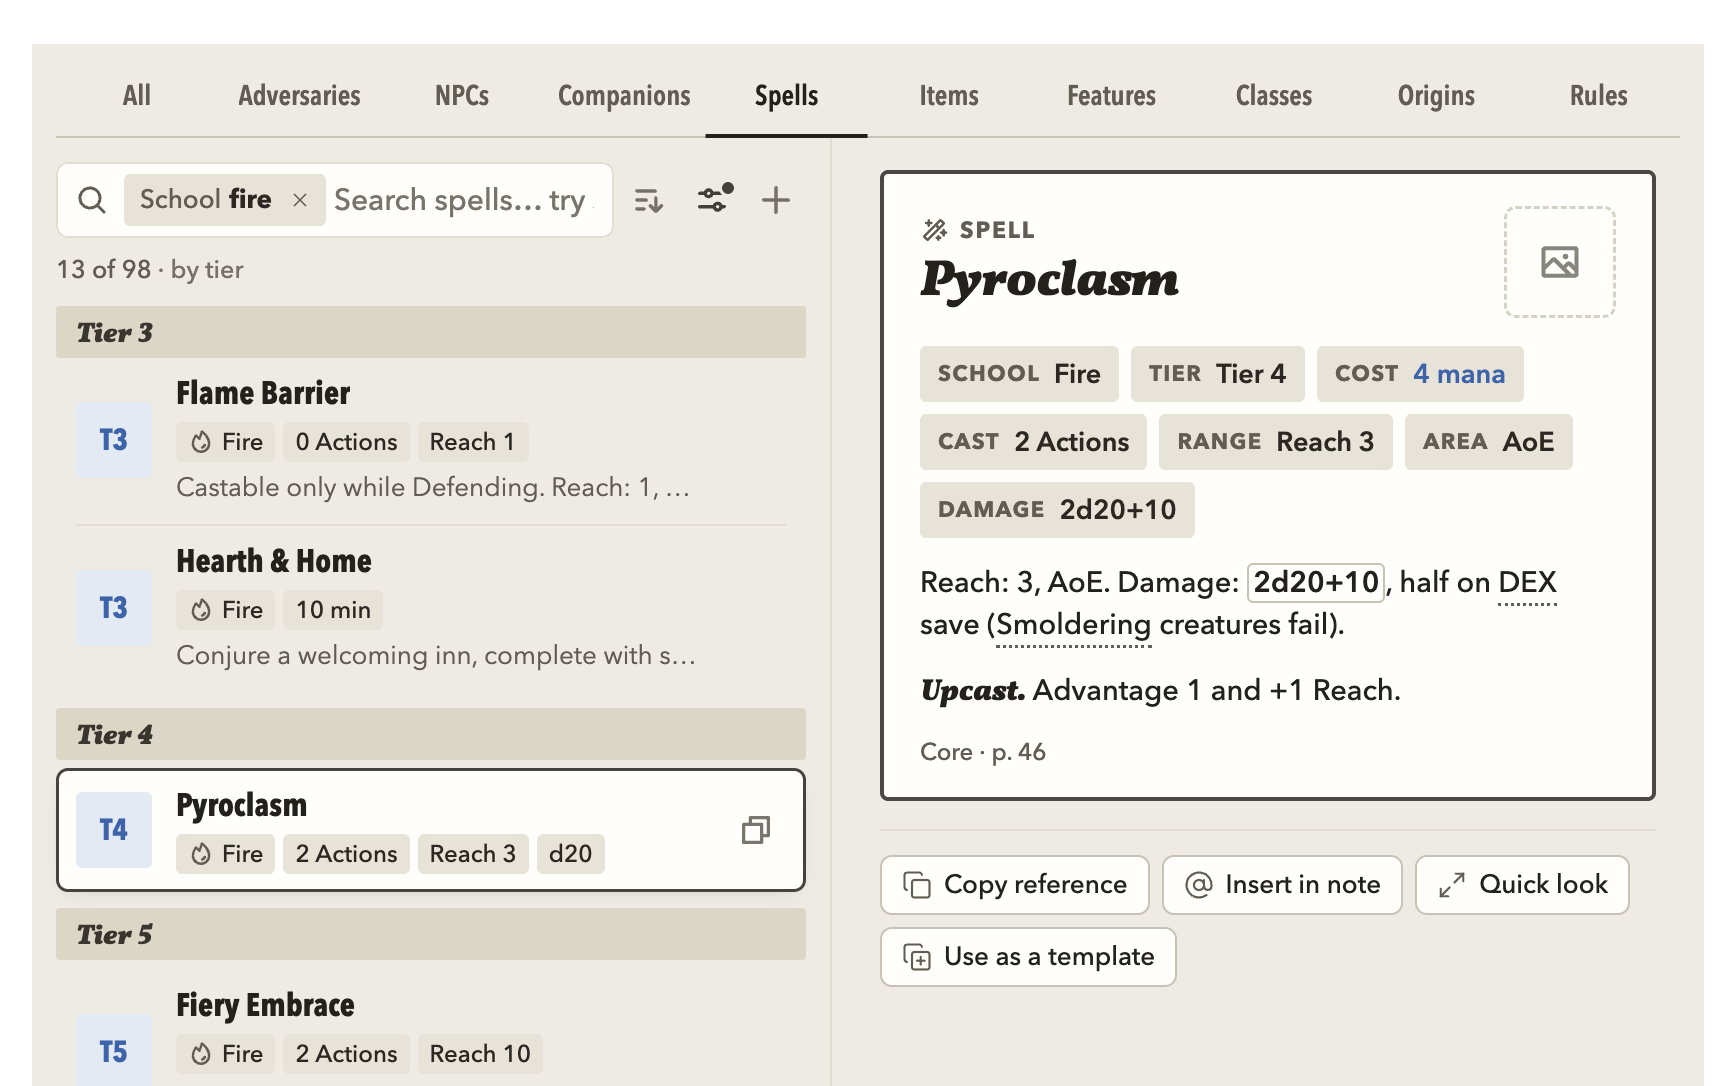 All Adversaries NPCs Companions Spells Items Features Classes Origins Rules
School fire × Search spells... try
13 of 98 · by tier
Tier 3
Flame Barrier
T3
Fire 0 Actions Reach 1
Castable only while Defending. Reach: 1, ...
Hearth & Home
T3
Fire 10 min
Conjure a welcoming inn, complete with s...
Tier 4
Pyroclasm
T4
Fire 2 Actions Reach 3 d20
Tier 5
Fiery Embrace
T5
Fire 2 Actions Reach 10
SPELL
Pyroclasm
SCHOOL Fire TIER Tier 4 COST 4 mana
CAST 2 Actions RANGE Reach 3 AREA AoE
DAMAGE 2d20+10
Reach: 3, AoE. Damage: 2d20+10, half on DEX
save (Smoldering creatures fail).
Upcast. Advantage 1 and +1 Reach.
Core · p. 46
Copy reference @ Insert in note Quick look
Use as a template